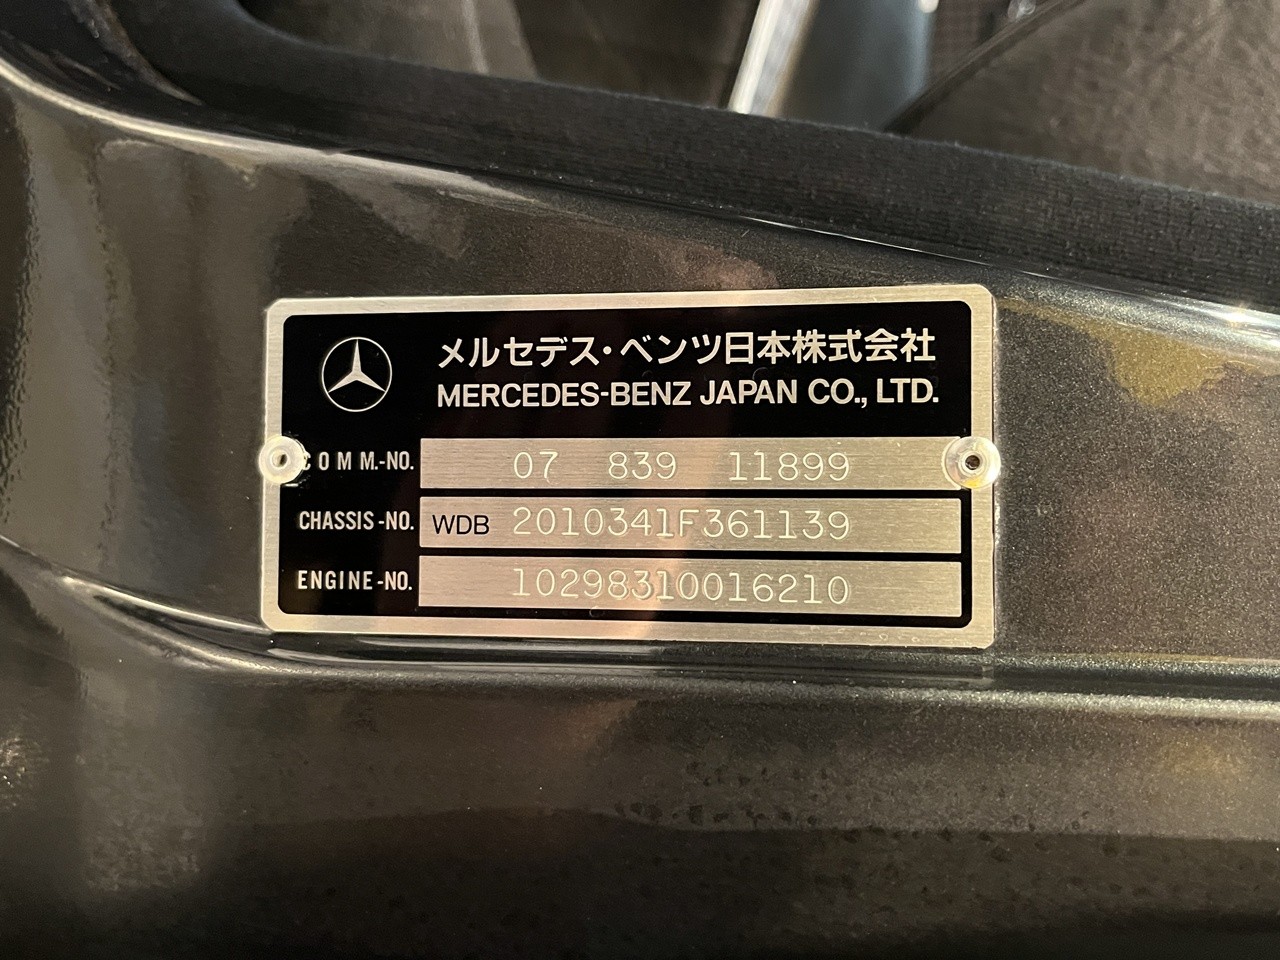 メルセデス・ベンツ日本株式会社
MERCEDES-BENZ JAPAN CO., LTD.
COMM.-NO. 07 839 11899
CHASSIS-NO. WDB 2010341F361139
ENGINE-NO. 10298310016210